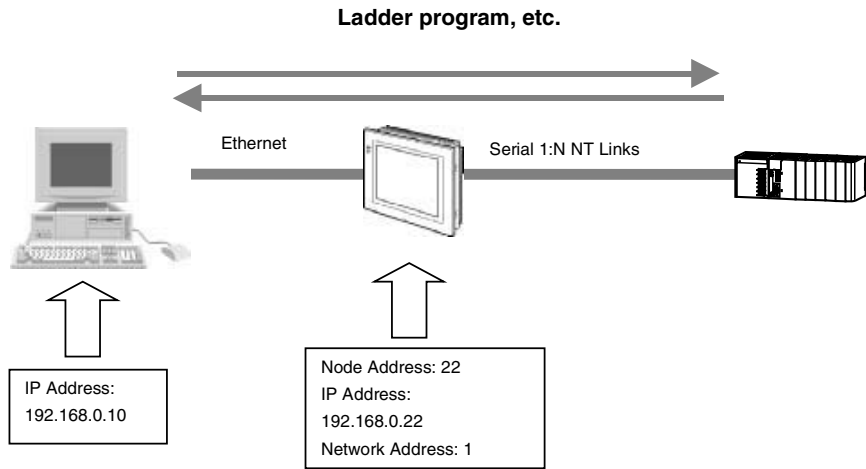 Ladder program, etc.
Ethernet
Serial 1:N NT Links
IP Address:
192.168.0.10
Node Address: 22
IP Address:
192.168.0.22
Network Address: 1